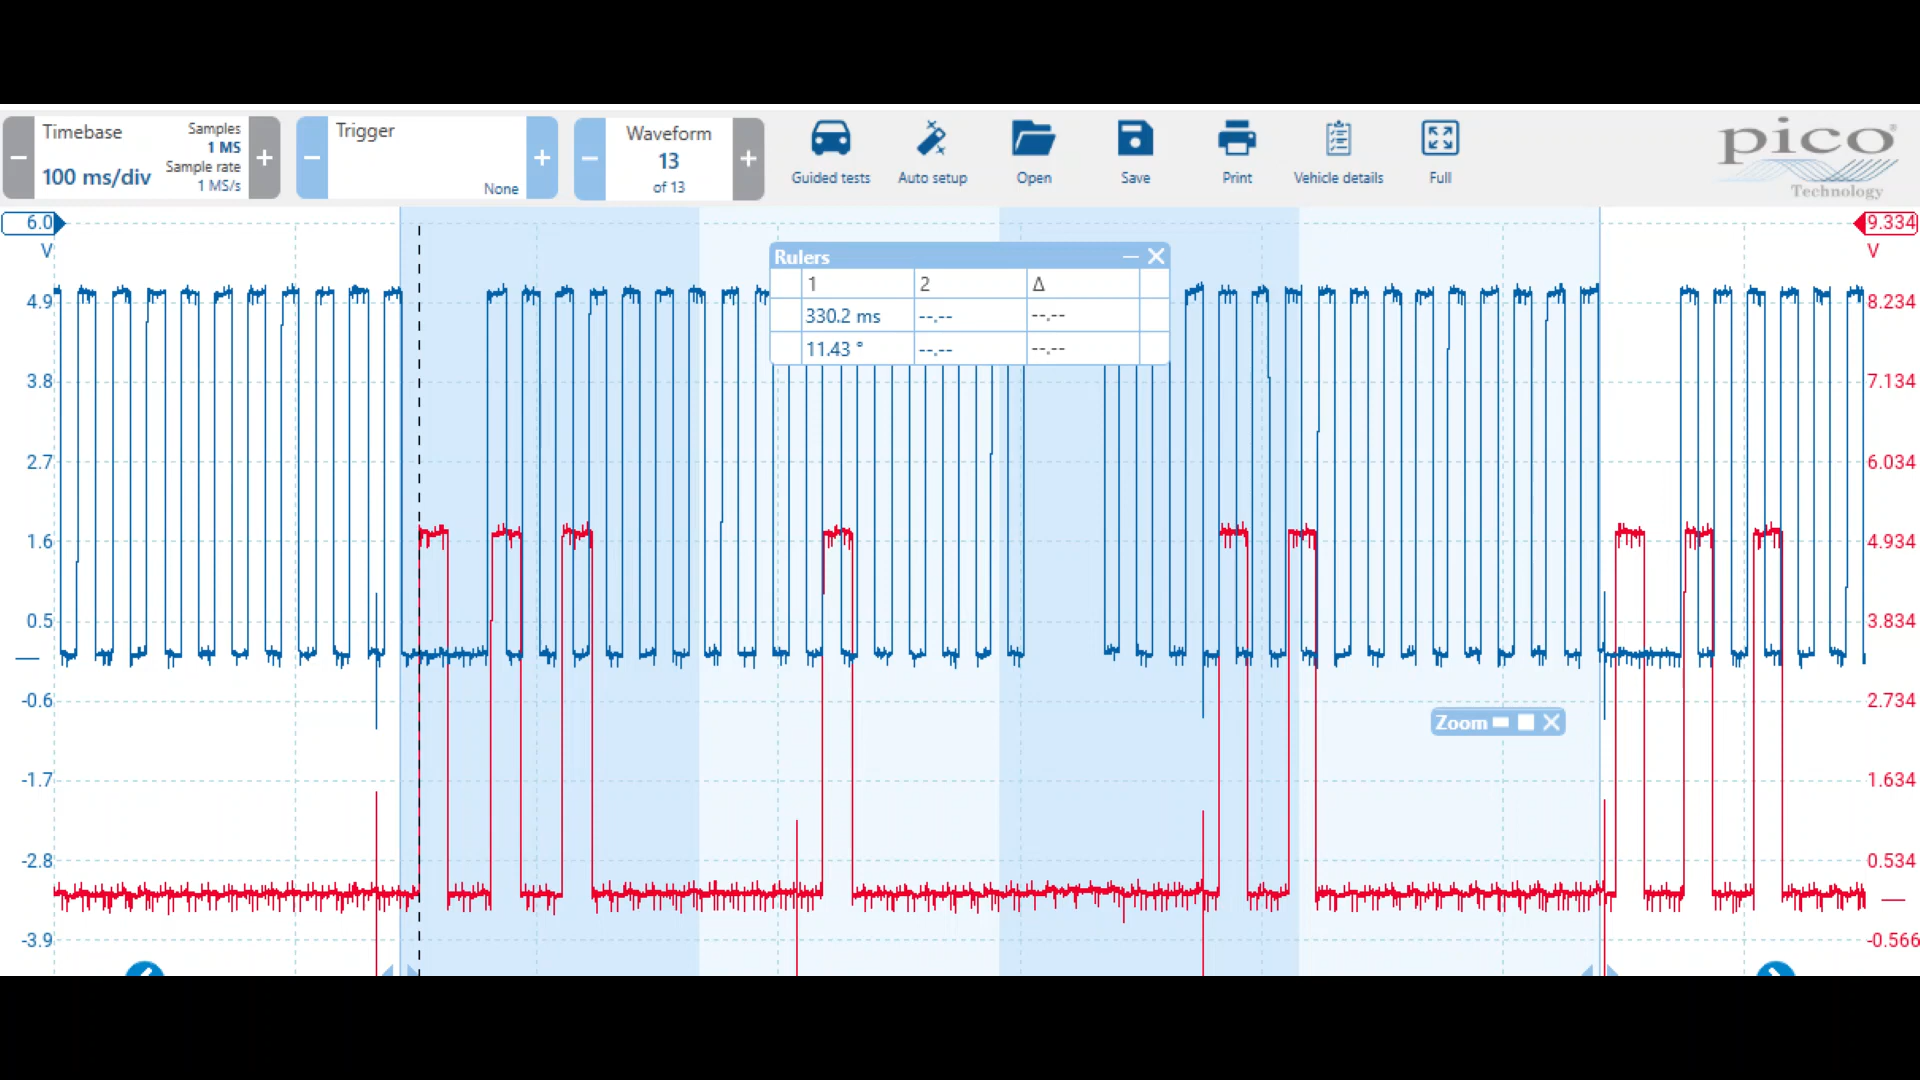 Timebase
100 ms/div
Samples
1 MS
Sample rate
1 MS/s
Trigger
None
Waveform
13
of 13
Guided tests
Auto setup
Open
Save
Print
Vehicle details
Full
pico
Technology
6.0
V
4.9
3.8
2.7
1.6
0.5
-0.6
-1.7
-2.8
-3.9
Rulers
1 2 Δ
330.2 ms --.-- --.--
11.43 ° --.-- --.--
Zoom
9.334
V
8.234
7.134
6.034
4.934
3.834
2.734
1.634
0.534
-0.566